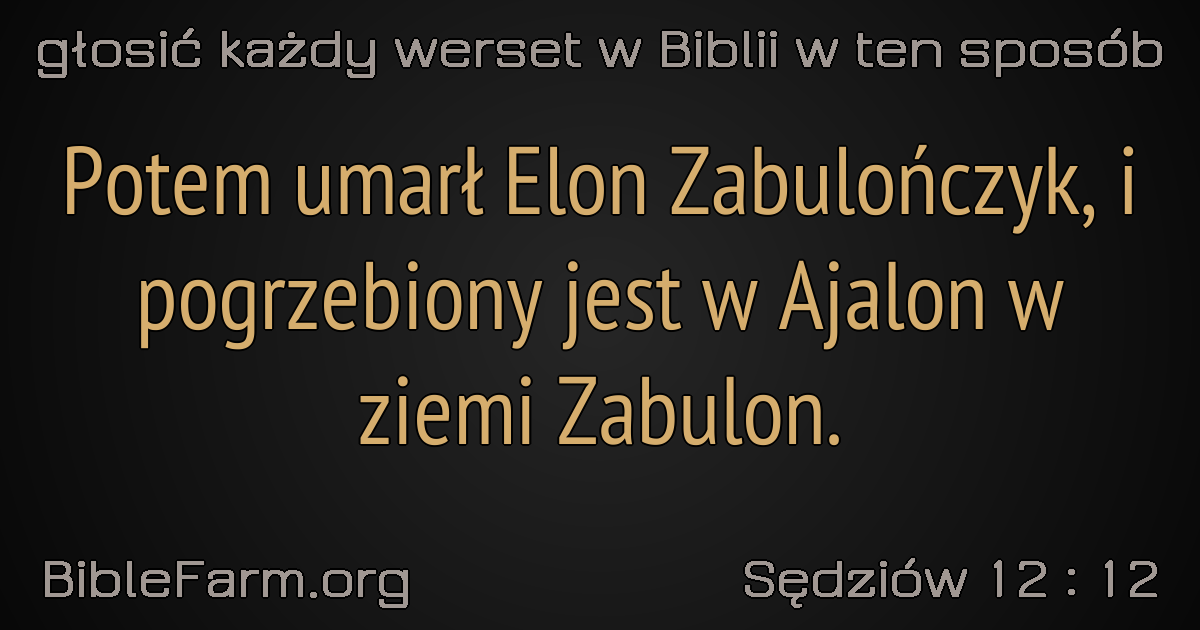 głosić każdy werset w Biblii w ten sposób
Potem umarł Elon Zabulończyk, i
pogrzebiony jest w Ajalon w
ziemi Zabulon.
BibleFarm.org
Sędziów 12 : 12